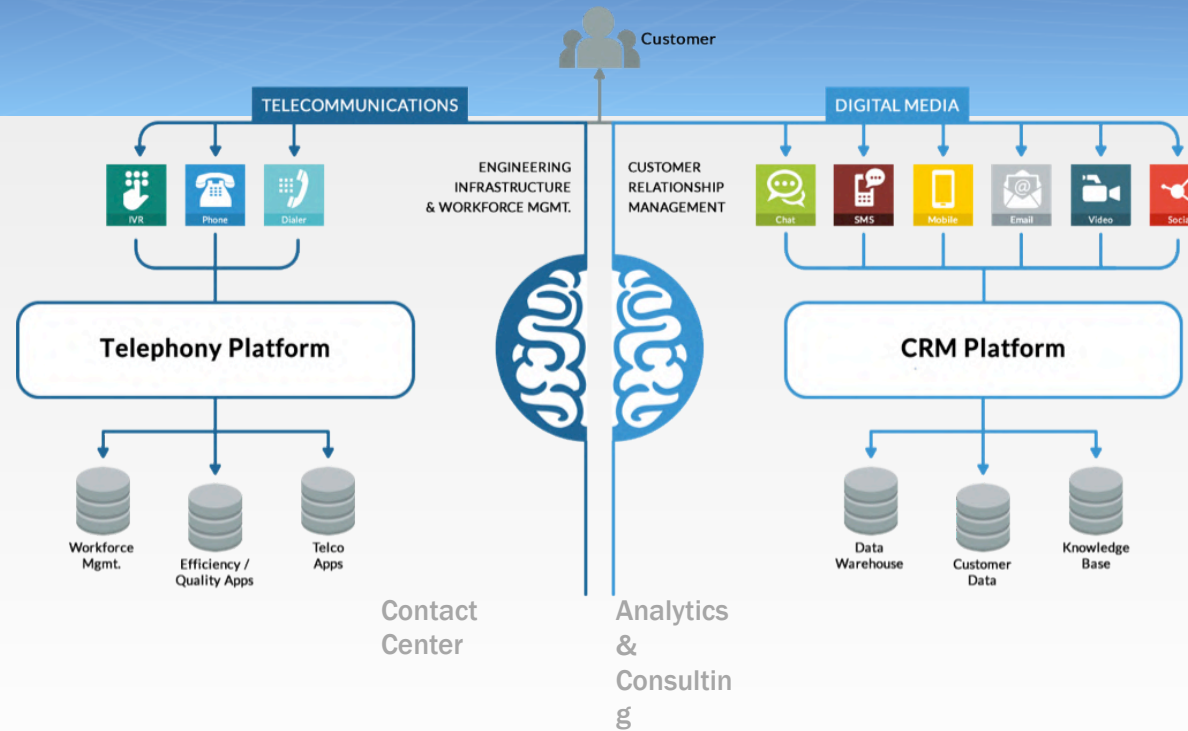 Customer
TELECOMMUNICATIONS
DIGITAL MEDIA
ENGINEERING
INFRASTRUCTURE
& WORKFORCE MGMT.
CUSTOMER
RELATIONSHIP
MANAGEMENT
IVR
Phone
Dialer
Chat
SMS
Mobile
Email
Video
Social
Telephony Platform
CRM Platform
Workforce
Mgmt.
Efficiency /
Quality Apps
Telco
Apps
Data
Warehouse
Customer
Data
Knowledge
Base
Contact
Center
Analytics
&
Consultin
g